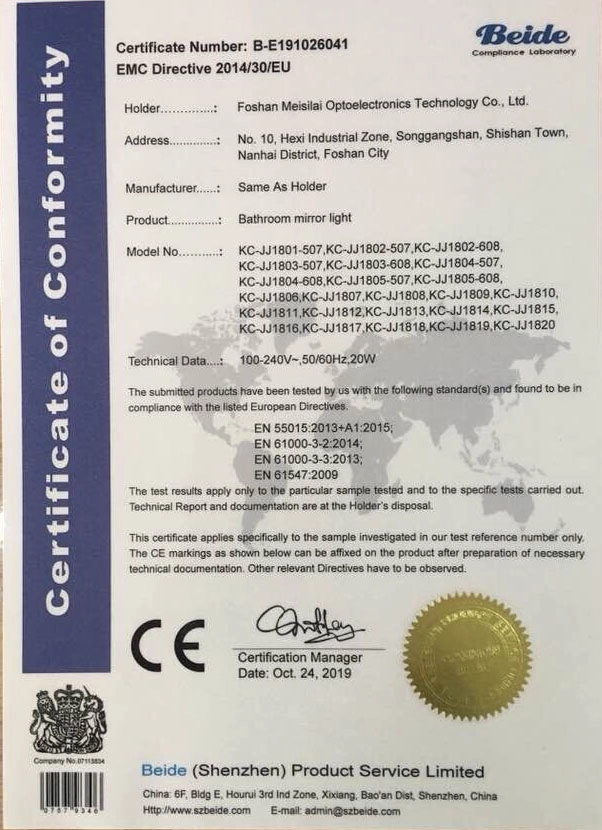 Certificate of Conformity
Certificate Number: B-E191026041
EMC Directive 2014/30/EU
Beide
Compliance Laboratory
Holder.............: Foshan Meisilai Optoelectronics Technology Co., Ltd.
Address............: No. 10, Hexi Industrial Zone, Songgangshan, Shishan Town,
Nanhai District, Foshan City
Manufacturer......: Same As Holder
Product.............: Bathroom mirror light
Model No..........: KC-JJ1801-507,KC-JJ1802-507,KC-JJ1802-608,
KC-JJ1803-507,KC-JJ1803-608,KC-JJ1804-507,
KC-JJ1804-608,KC-JJ1805-507,KC-JJ1805-608,
KC-JJ1806,KC-JJ1807,KC-JJ1808,KC-JJ1809,KC-JJ1810,
KC-JJ1811,KC-JJ1812,KC-JJ1813,KC-JJ1814,KC-JJ1815,
KC-JJ1816,KC-JJ1817,KC-JJ1818,KC-JJ1819,KC-JJ1820
Technical Data....: 100-240V~,50/60Hz,20W
The submitted products have been tested by us with the following standard(s) and found to be in
compliance with the listed European Directives.
EN 55015:2013+A1:2015;
EN 61000-3-2:2014;
EN 61000-3-3:2013;
EN 61547:2009
The test results apply only to the particular sample tested and to the specific tests carried out.
Technical Report and documentation are at the Holder's disposal.
This certificate applies specifically to the sample investigated in our test reference number only.
The CE markings as shown below can be affixed on the product after preparation of necessary
technical documentation. Other relevant Directives have to be observed.
CE
Certification Manager
Date: Oct. 24, 2019
Company No.07113834
Beide (Shenzhen) Product Service Limited
China: 6F, Bldg E, Hourui 3rd Ind Zone, Xixiang, Bao'an Dist, Shenzhen, China
Http://www.szbeide.com E-mail: admin@szbeide.com